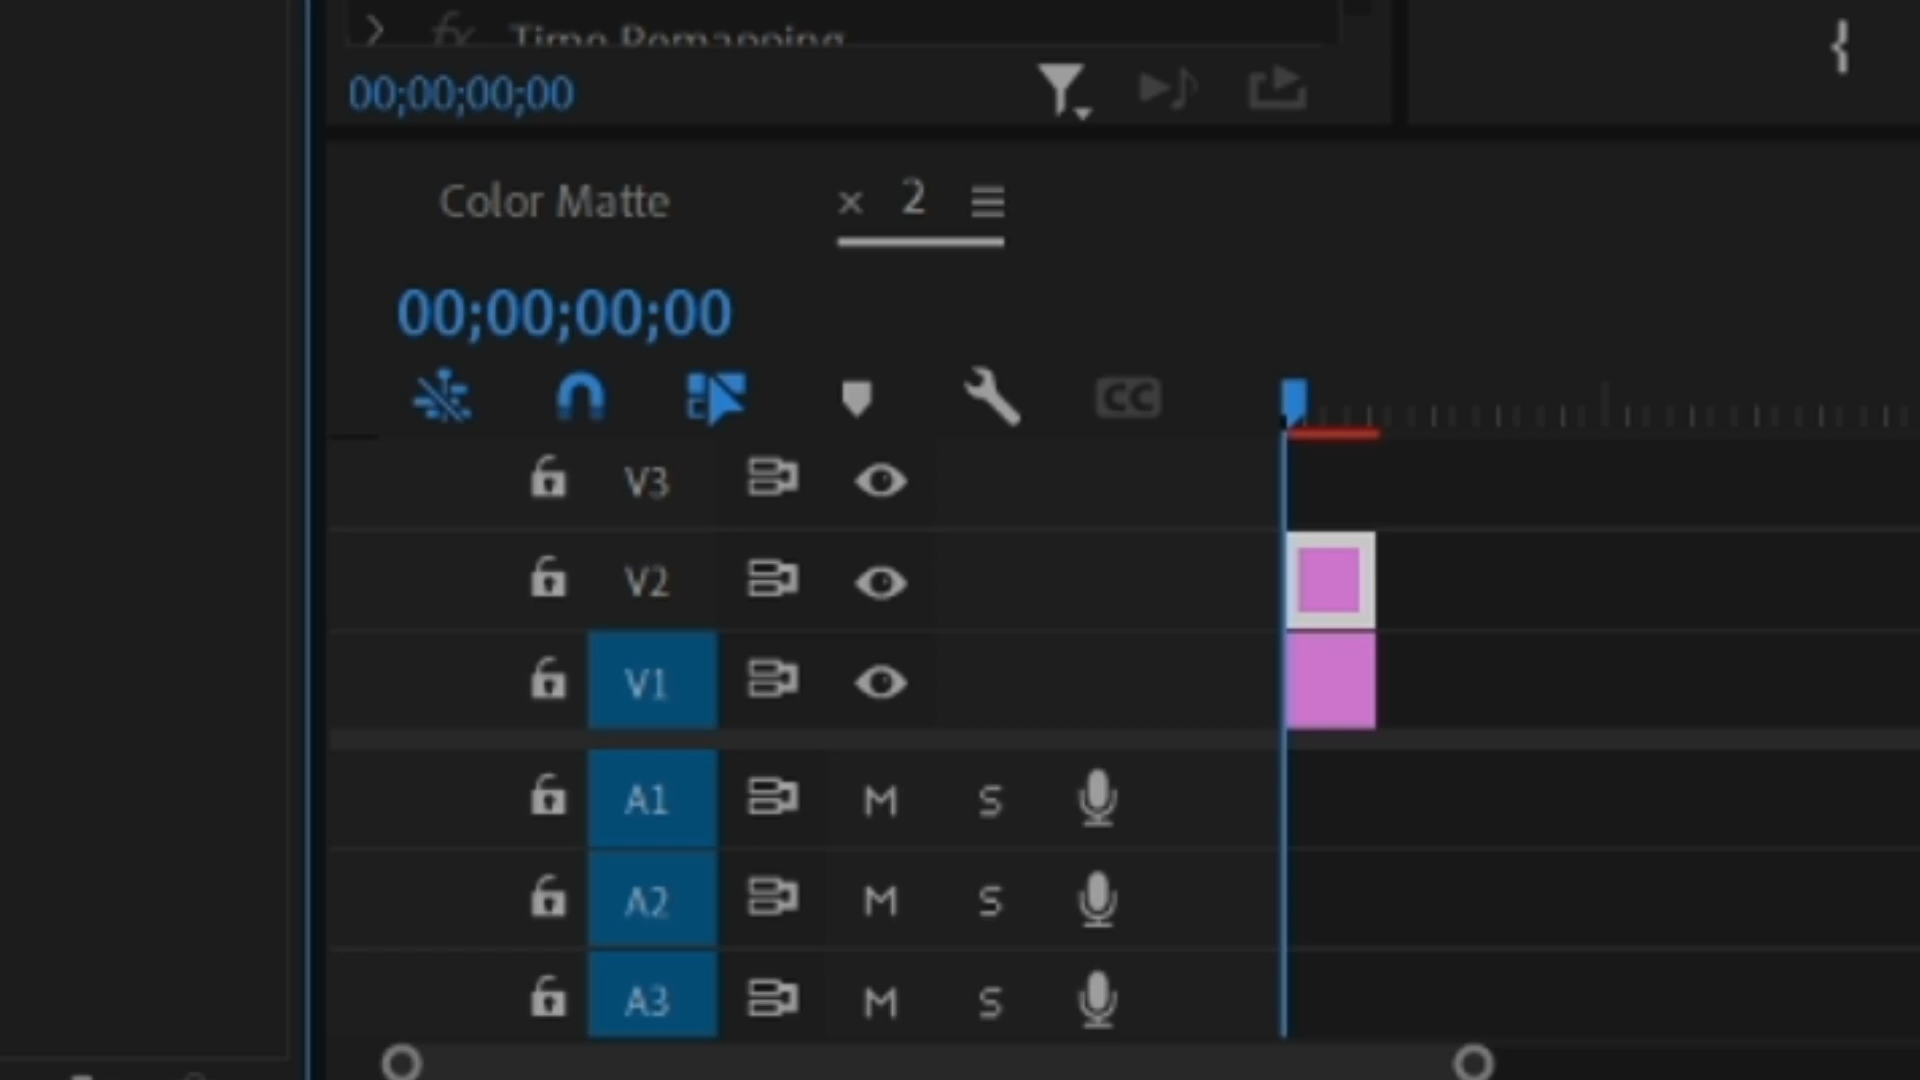 fx Time Remapping
00;00;00;00
Color Matte
× 2
00;00;00;00
CC
V3
V2
V1
A1 M S
A2 M S
A3 M S